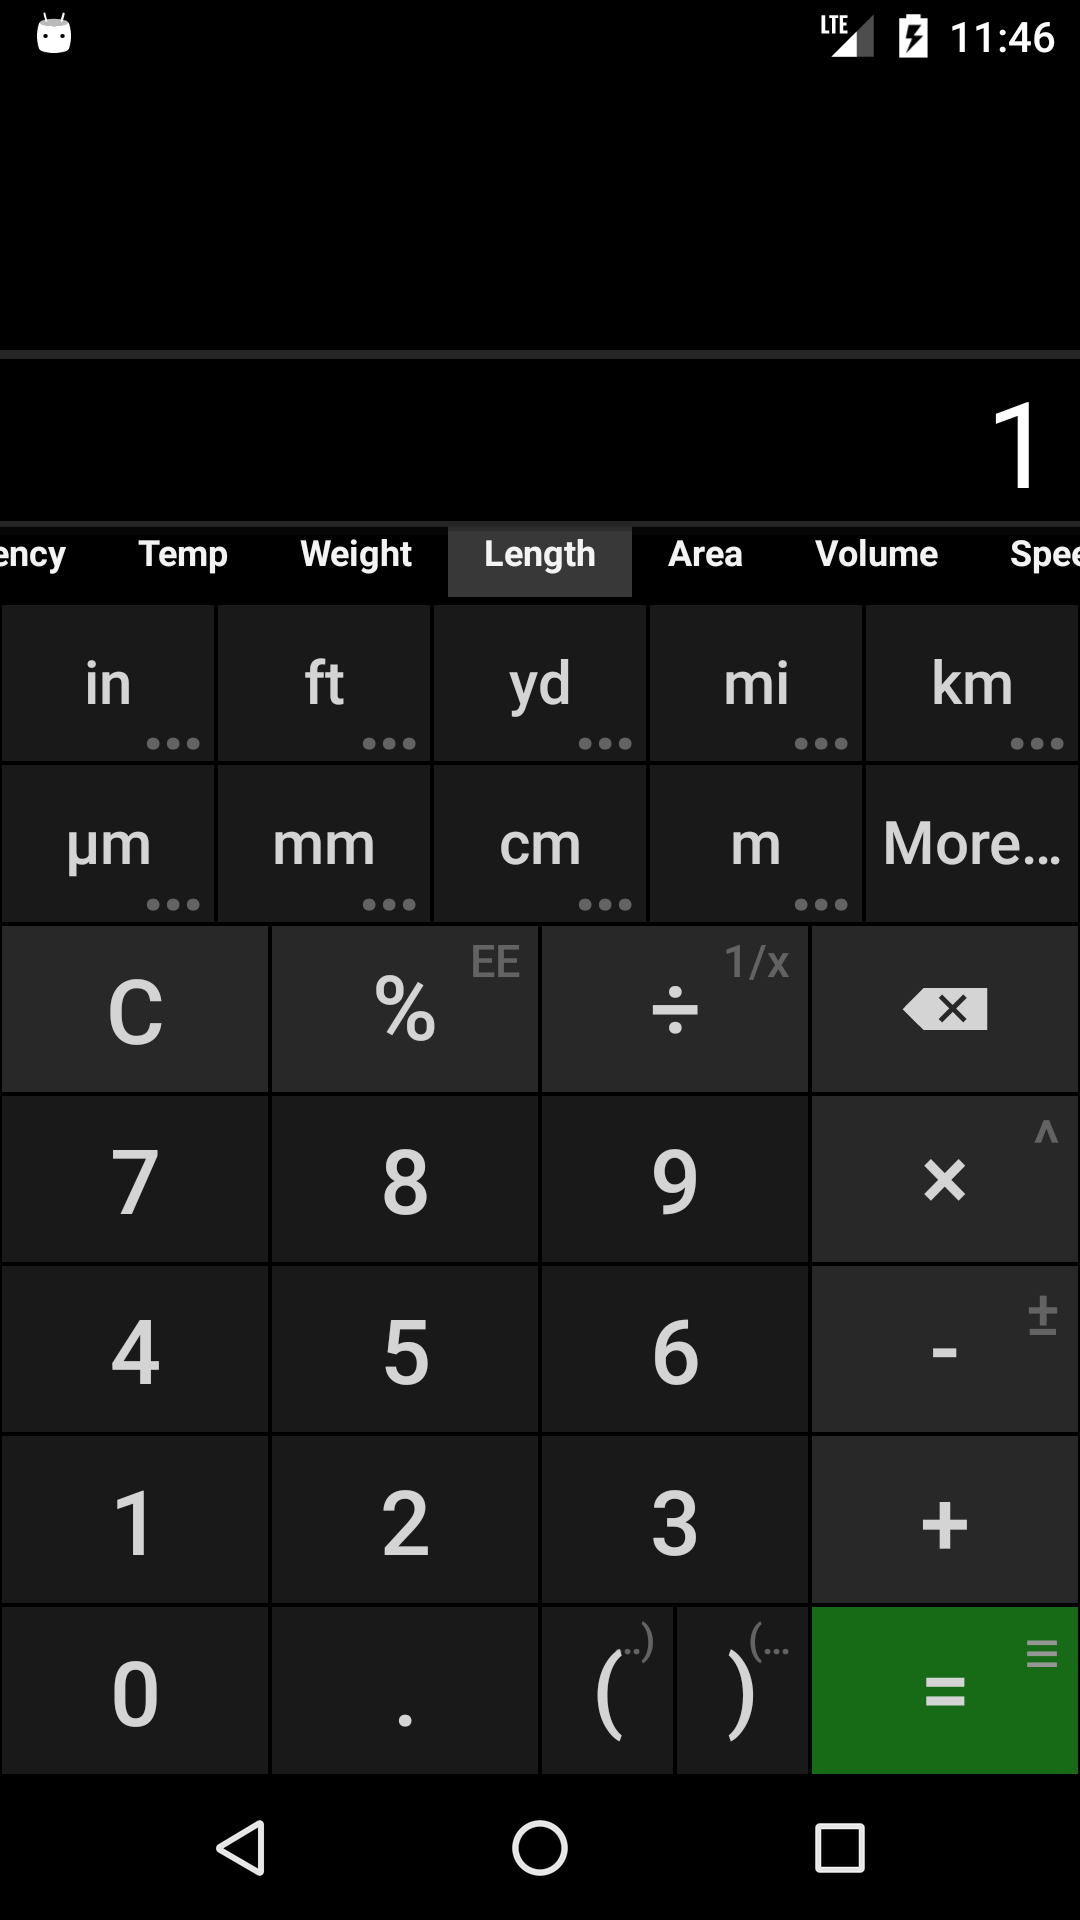 LTE 11:46
1
ency Temp Weight Length Area Volume Spee
in ft yd mi km
µm mm cm m More...
C % EE ÷ 1/x
7 8 9 × ^
4 5 6 - ±
1 2 3 +
0 . ( ..) ) (... =